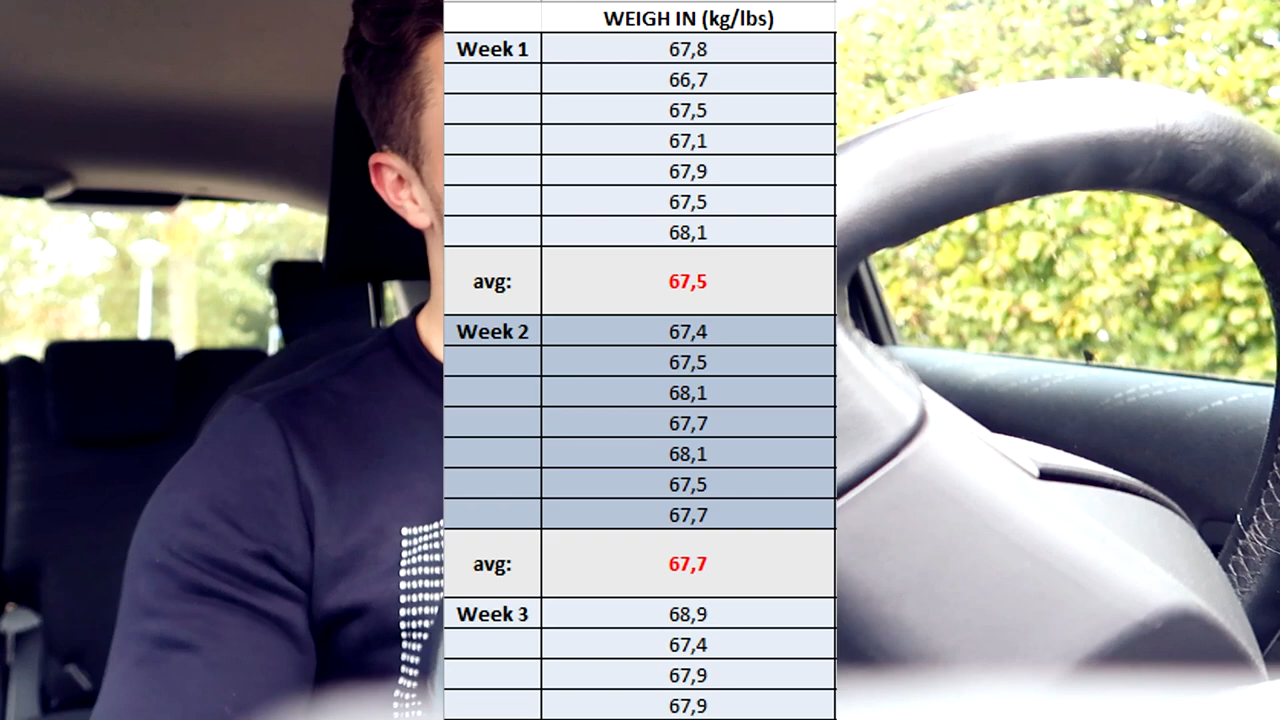 WEIGH IN (kg/lbs)
Week 1 67,8
66,7
67,5
67,1
67,9
67,5
68,1
avg: 67,5
Week 2 67,4
67,5
68,1
67,7
68,1
67,5
67,7
avg: 67,7
Week 3 68,9
67,4
67,9
67,9